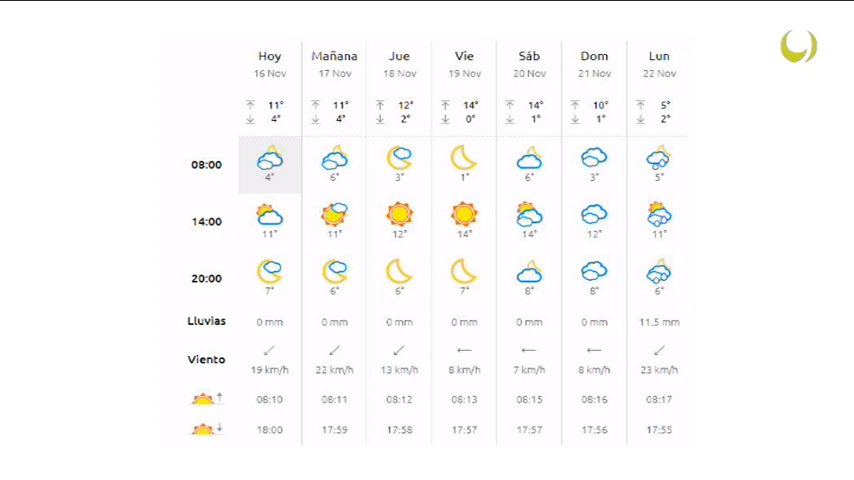 Hoy Mañana Jue Vie Sáb Dom Lun
16 Nov 17 Nov 18 Nov 19 Nov 20 Nov 21 Nov 22 Nov
11° 11° 12° 14° 14° 10° 5°
4° 4° 2° 0° 1° 1° 2°
08:00
4° 6° 3° 1° 6° 3° 5°
14:00
11° 11° 12° 14° 14° 12° 11°
20:00
7° 6° 6° 7° 8° 8° 6°
Lluvias 0 mm 0 mm 0 mm 0 mm 0 mm 0 mm 11.5 mm
Viento
19 km/h 22 km/h 13 km/h 8 km/h 7 km/h 8 km/h 23 km/h
08:10 08:11 08:12 08:13 08:15 08:16 08:17
18:00 17:59 17:58 17:57 17:57 17:56 17:55